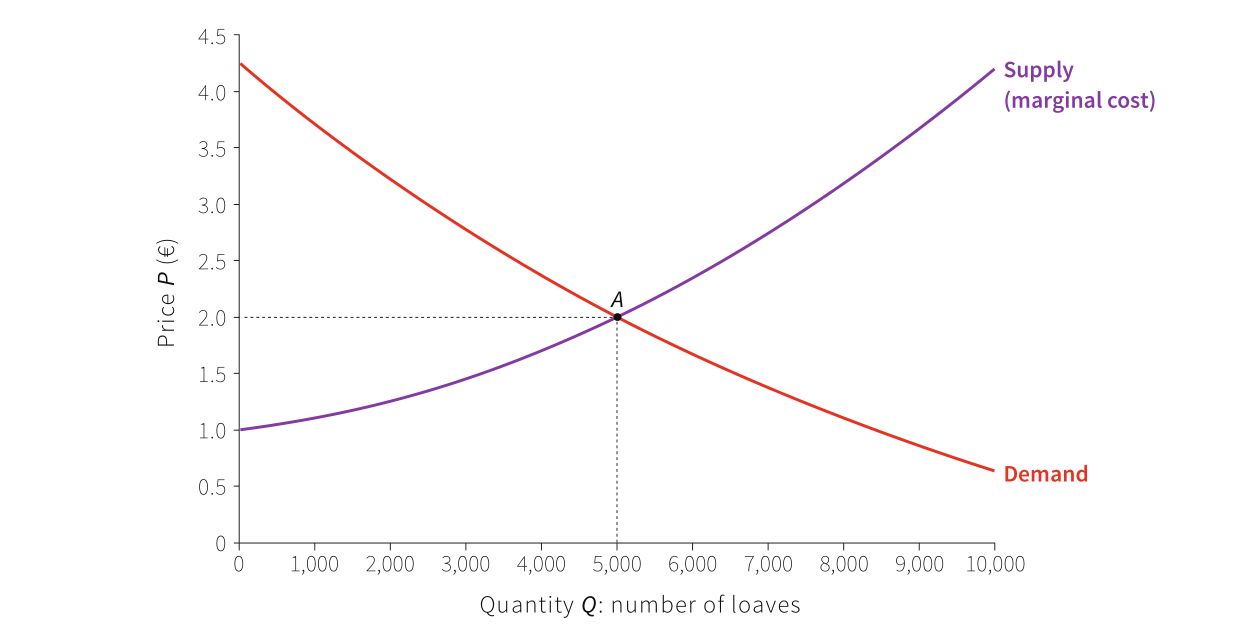 4.5
4.0
3.5
3.0
2.5
2.0
1.5
1.0
0.5
0
Price P (€)
A
Supply
(marginal cost)
Demand
0 1,000 2,000 3,000 4,000 5,000 6,000 7,000 8,000 9,000 10,000
Quantity Q: number of loaves